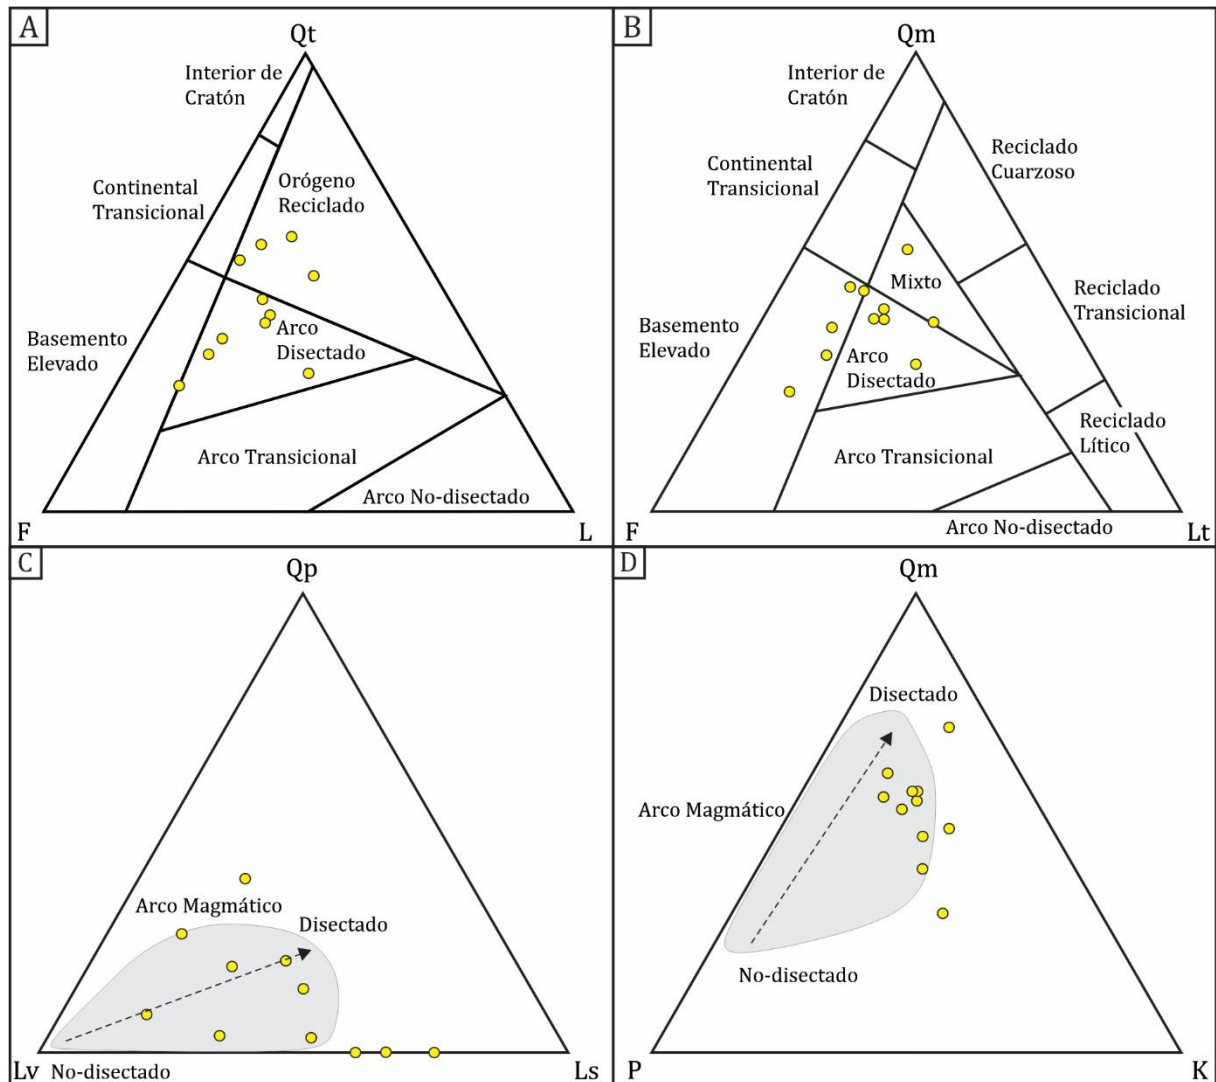 A
Qt
Interior de
Cratón
Continental
Transicional
Orógeno
Reciclado
Basamento
Elevado
Arco
Disectado
Arco Transicional
Arco No-disectado
F
L
B
Qm
Interior de
Cratón
Continental
Transicional
Reciclado
Cuarzoso
Mixto
Reciclado
Transicional
Basemento
Elevado
Arco
Disectado
Reciclado
Lítico
Arco Transicional
F
Arco No-disectado
Lt
C
Qp
Arco Magmático
Disectado
Lv
No-disectado
Ls
D
Qm
Disectado
Arco Magmático
No-disectado
P
K